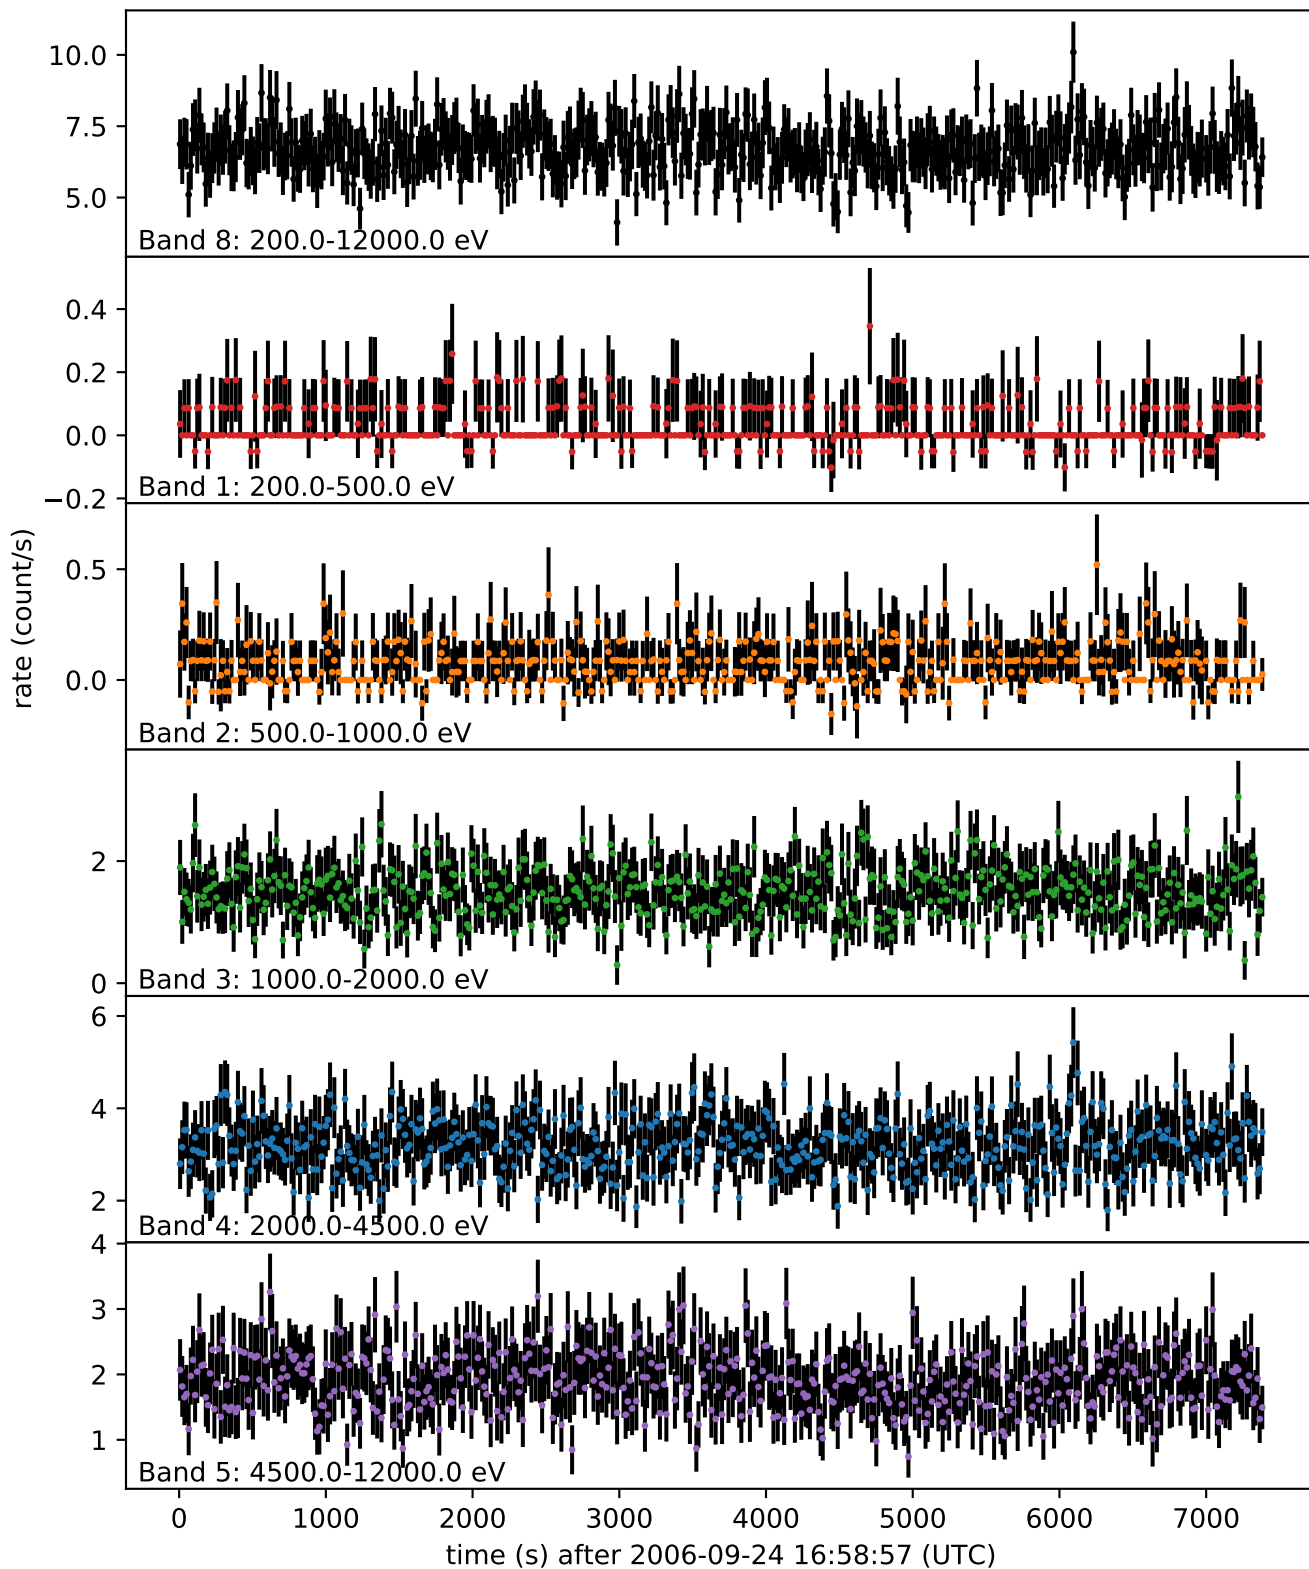 10.0
7.5
5.0
Band 8: 200.0-12000.0 eV
0.4
0.2
0.0
−0.2
Band 1: 200.0-500.0 eV
rate (count/s)
0.5
0.0
Band 2: 500.0-1000.0 eV
2
0
Band 3: 1000.0-2000.0 eV
6
4
2
Band 4: 2000.0-4500.0 eV
4
3
2
1
Band 5: 4500.0-12000.0 eV
0 1000 2000 3000 4000 5000 6000 7000
time (s) after 2006-09-24 16:58:57 (UTC)